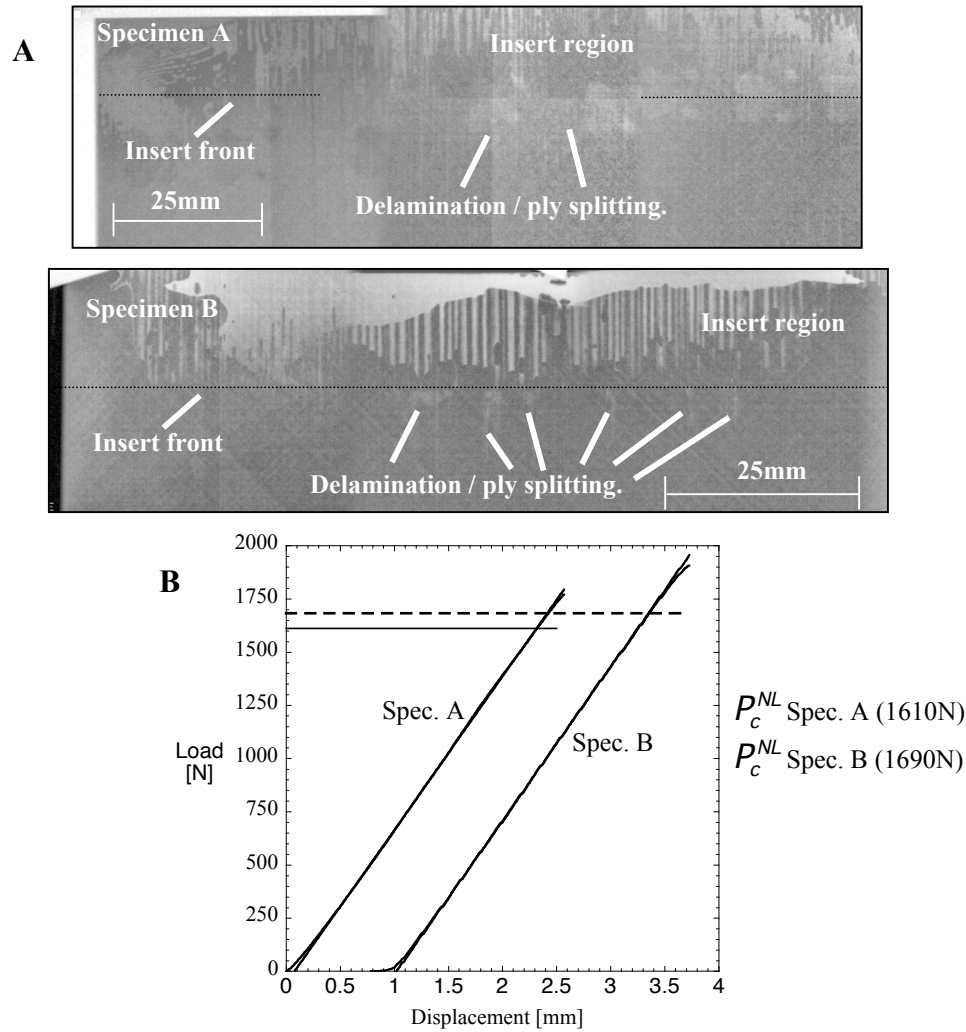 A
Specimen A
Insert region
Insert front
25mm
Delamination / ply splitting.
Specimen B
Insert region
Insert front
Delamination / ply splitting.
25mm
B
2000
1750
1500
1250
1000
750
500
250
0
Load
[N]
Spec. A
Spec. B
0 0.5 1 1.5 2 2.5 3 3.5 4
Displacement [mm]
P_c^{NL} Spec. A (1610N)
P_c^{NL} Spec. B (1690N)